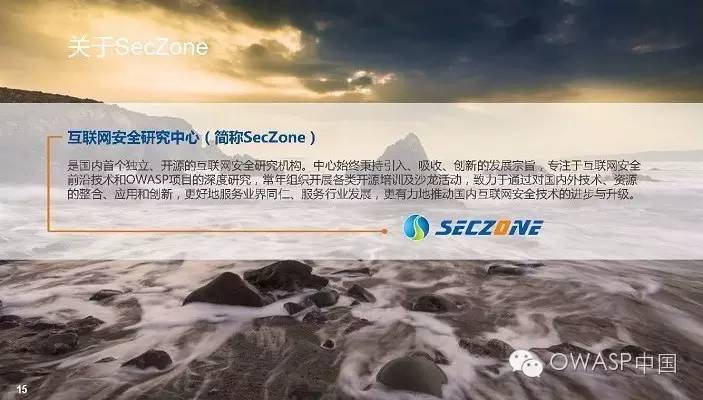 关于SecZone
互联网安全研究中心（简称SecZone）
是国内首个独立、开源的互联网安全研究机构。中心始终秉持引入、吸收、创新的发展宗旨，专注于互联网安全
前沿技术和OWASP项目的深度研究，常年组织开展各类开源培训及沙龙活动，致力于通过对国内外技术、资源
的整合、应用和创新，更好地服务业界同仁、服务行业发展，更有力地推动国内互联网安全技术的进步与升级。
SECZONE
OWASP中国
15